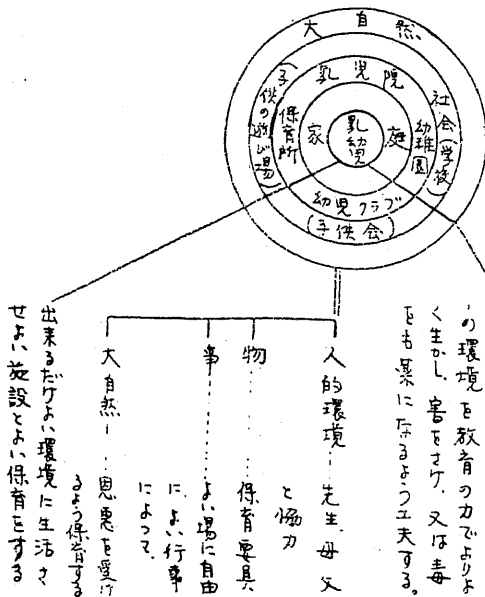 大自然
乳児院
社会(学校)
(子供の遊び場)
保育所
幼稚園
家庭
乳幼児
幼児クラブ
(子供会)
の環境を教育の力でよりよ
く生かし、害をさけ、又は毒
をも薬になるよう工夫する。
人的環境……先生、母、父
と協力
物……保育要具
事……よい場に自由
に、よい行事
によって、
大自然……恩恵を受け
るよう保育する
出来るだけよい環境に生活さ
せよい施設とよい保育をする